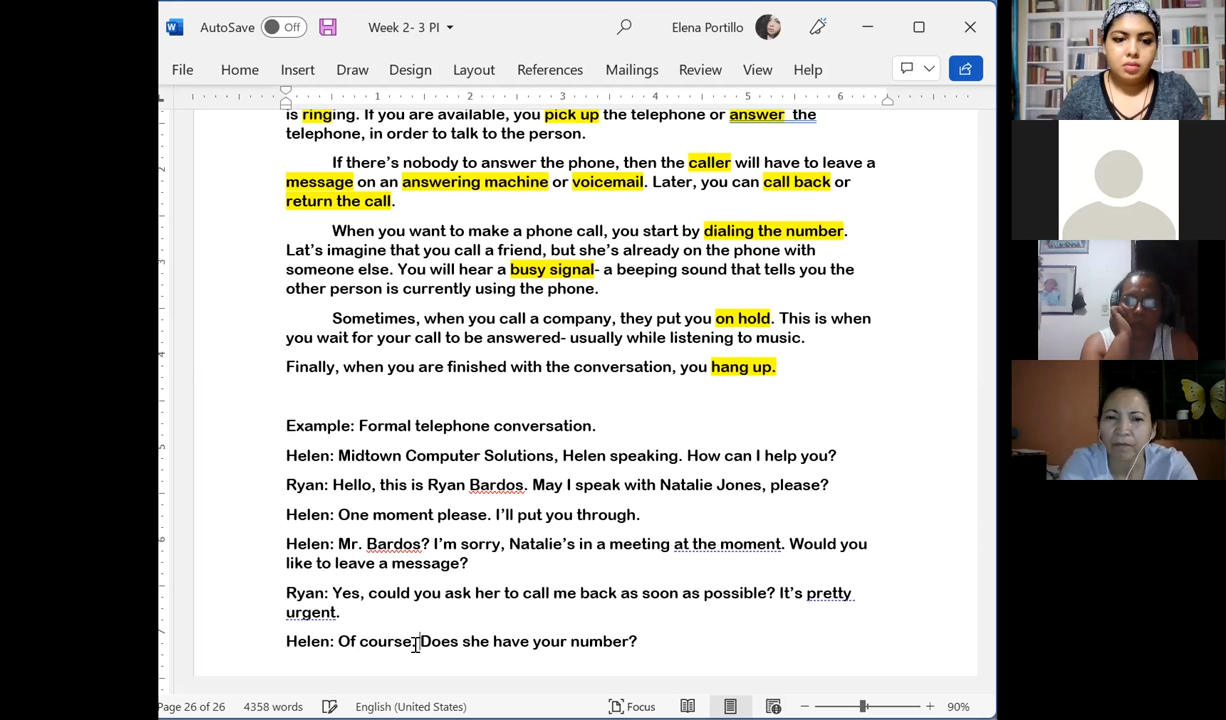 AutoSave Off Week 2- 3 PI Elena Portillo
File Home Insert Draw Design Layout References Mailings Review View Help
1 2 3 4 5 6
is ringing. If you are available, you pick up the telephone or answer the
telephone, in order to talk to the person.
If there's nobody to answer the phone, then the caller will have to leave a
message on an answering machine or voicemail. Later, you can call back or
return the call.
When you want to make a phone call, you start by dialing the number.
Lat's imagine that you call a friend, but she's already on the phone with
someone else. You will hear a busy signal- a beeping sound that tells you the
other person is currently using the phone.
Sometimes, when you call a company, they put you on hold. This is when
you wait for your call to be answered- usually while listening to music.
Finally, when you are finished with the conversation, you hang up.
Example: Formal telephone conversation.
Helen: Midtown Computer Solutions, Helen speaking. How can I help you?
Ryan: Hello, this is Ryan Bardos. May I speak with Natalie Jones, please?
Helen: One moment please. I'll put you through.
Helen: Mr. Bardos? I'm sorry, Natalie's in a meeting at the moment. Would you
like to leave a message?
Ryan: Yes, could you ask her to call me back as soon as possible? It's pretty
urgent.
Helen: Of course. Does she have your number?
Page 26 of 26 4358 words English (United States) Focus 90%